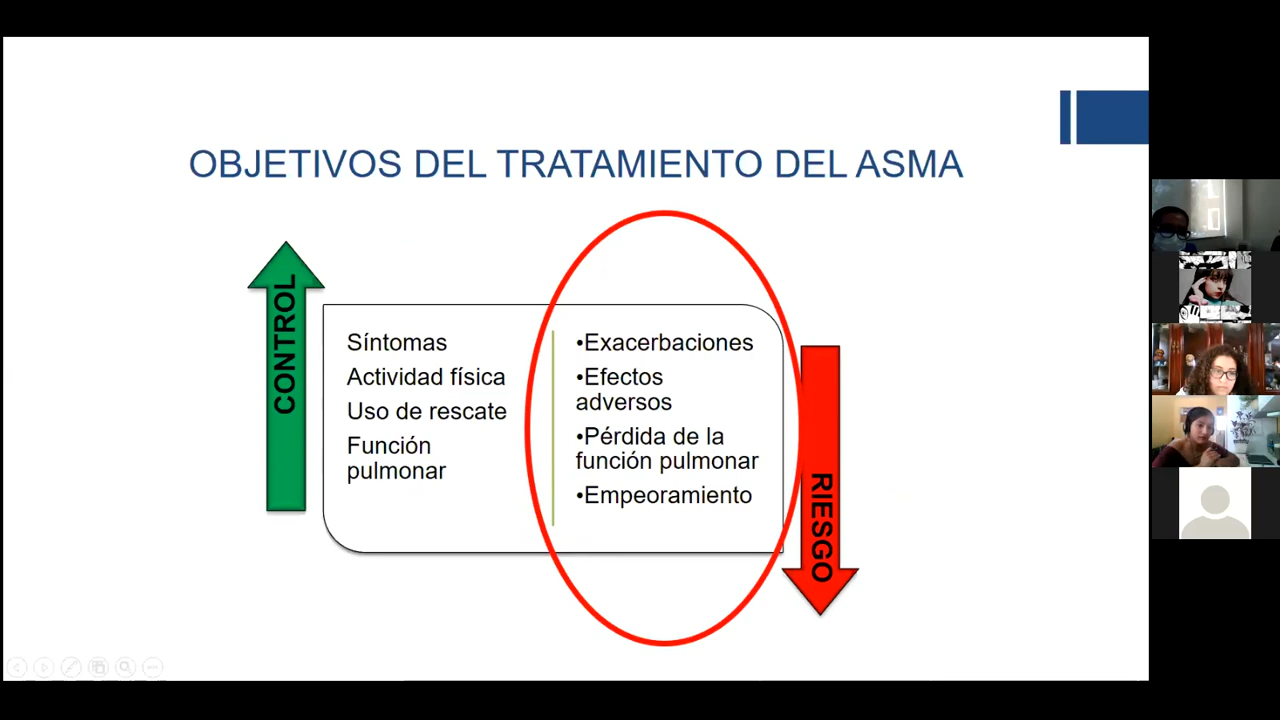 OBJETIVOS DEL TRATAMIENTO DEL ASMA
CONTROL
Síntomas
Actividad física
Uso de rescate
Función
pulmonar
•Exacerbaciones
•Efectos
adversos
•Pérdida de la
función pulmonar
•Empeoramiento
RIESGO